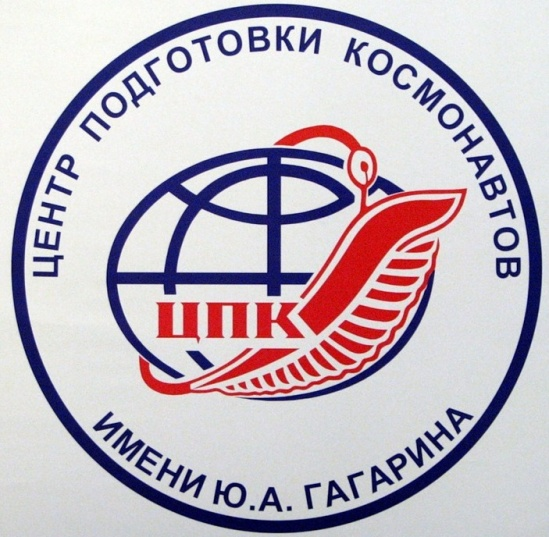 ЦЕНТР ПОДГОТОВКИ КОСМОНАВТОВ
ЦПК
ИМЕНИ Ю.А. ГАГАРИНА